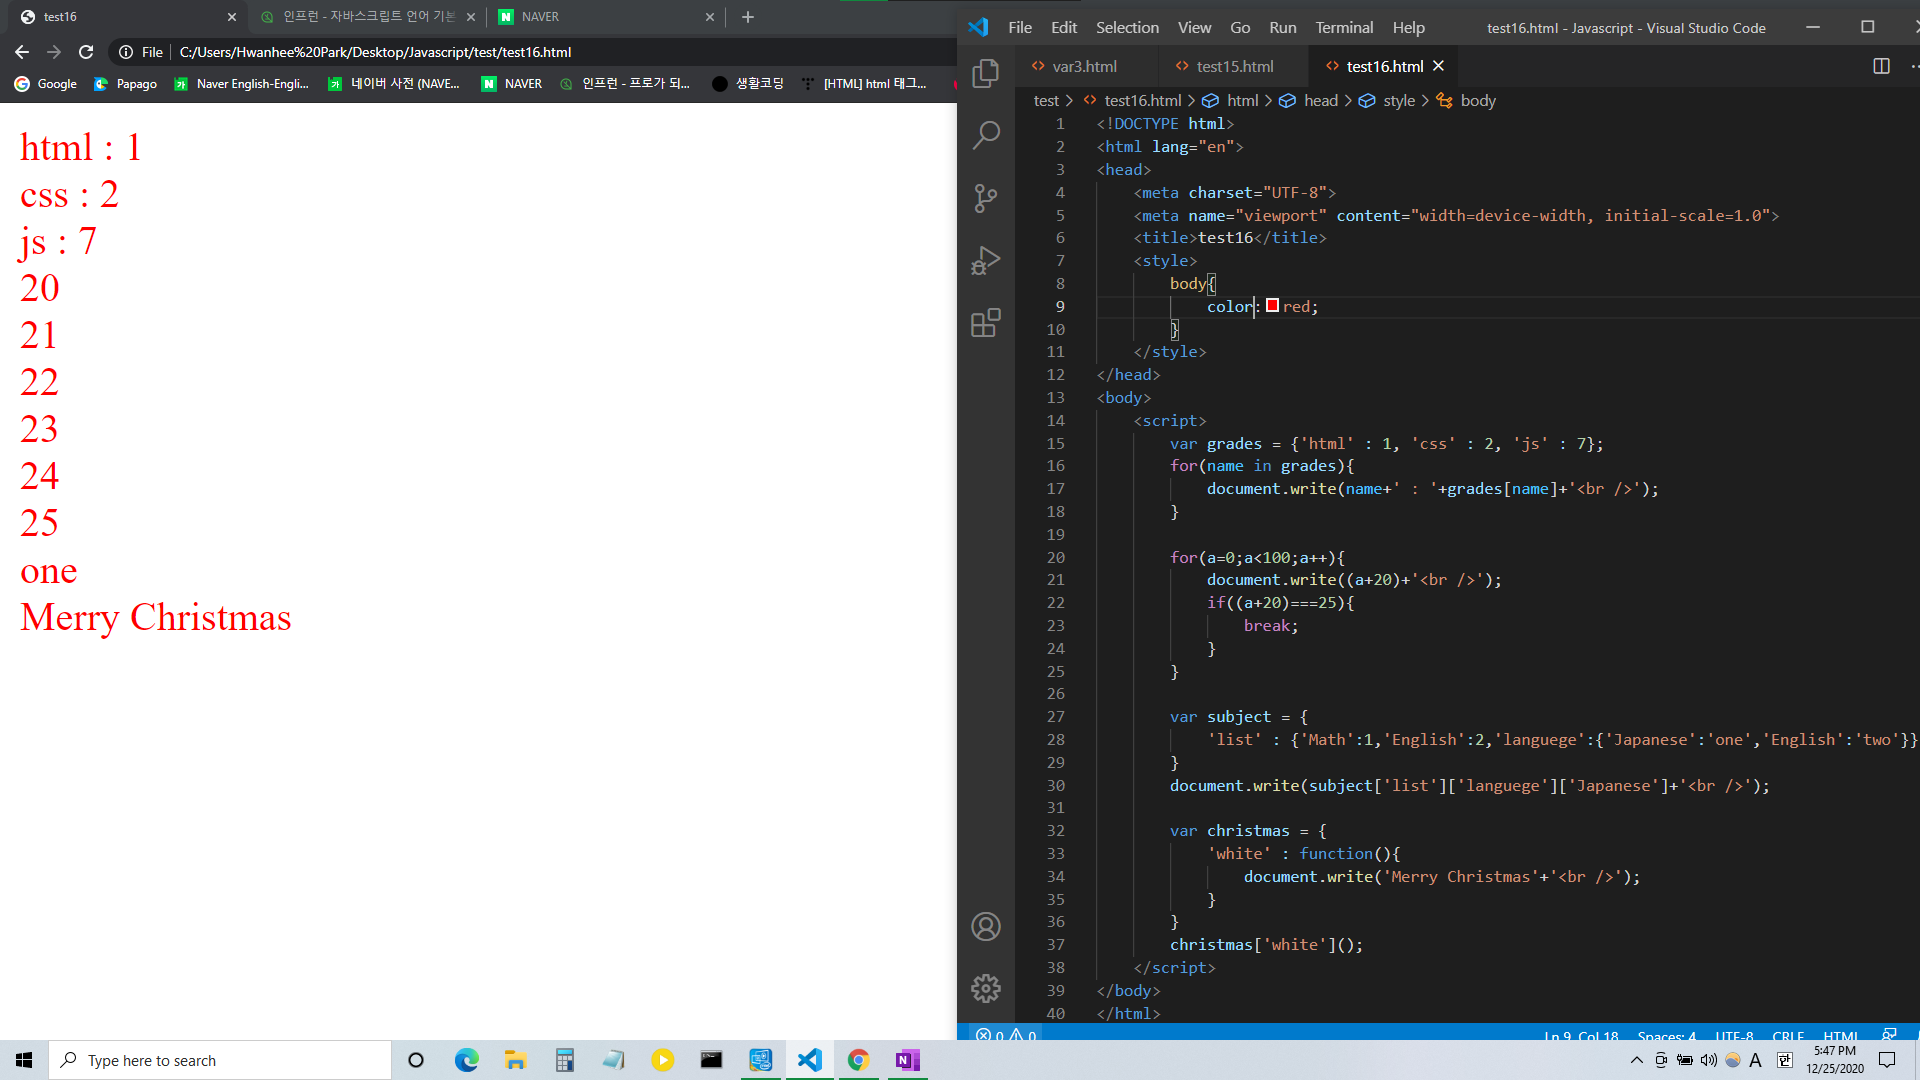 test16
인프런 - 자바스크립트 언어 기본
NAVER
File
C:/Users/Hwanhee%20Park/Desktop/Javascript/test/test16.html
Google
Papago
Naver English-Engli...
네이버 사전 (NAVE...
NAVER
인프런 - 프로가 되...
생활코딩
[HTML] html 태그...
html : 1
css : 2
js : 7
20
21
22
23
24
25
one
Merry Christmas
File Edit Selection View Go Run Terminal Help
test16.html - Javascript - Visual Studio Code
var3.html
test15.html
test16.html
test > test16.html > html > head > style > body
1 <!DOCTYPE html>
2 <html lang="en">
3 <head>
4 <meta charset="UTF-8">
5 <meta name="viewport" content="width=device-width, initial-scale=1.0">
6 <title>test16</title>
7 <style>
8 body{
9 color: red;
10 }
11 </style>
12 </head>
13 <body>
14 <script>
15 var grades = {'html' : 1, 'css' : 2, 'js' : 7};
16 for(name in grades){
17 document.write(name+' : '+grades[name]+'<br />');
18 }
19
20 for(a=0;a<100;a++){
21 document.write((a+20)+'<br />');
22 if((a+20)===25){
23 break;
24 }
25 }
26
27 var subject = {
28 'list' : {'Math':1,'English':2,'languege':{'Japanese':'one','English':'two'}}
29 }
30 document.write(subject['list']['languege']['Japanese']+'<br />');
31
32 var christmas = {
33 'white' : function(){
34 document.write('Merry Christmas'+'<br />');
35 }
36 }
37 christmas['white']();
38 </script>
39 </body>
40 </html>
0 0
Ln 9, Col 18 Spaces: 4 UTF-8 CRLF HTML
Type here to search
A
한
5:47 PM
12/25/2020